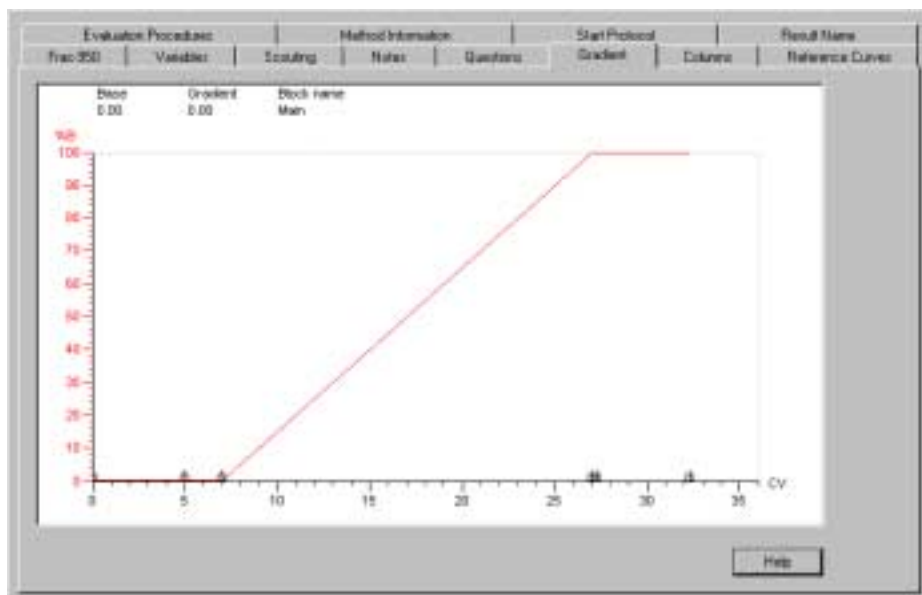 Evaluation Procedures Method Information Start Protocol Result Name
Frac-950 Variables Scouting Notes Questions Gradient Columns Reference Curves
Base Gradient Block name
0.00 0.00 Main
%B
100
90
80
70
60
50
40
30
20
10
0
0 5 10 15 20 25 30 35 CV
Help